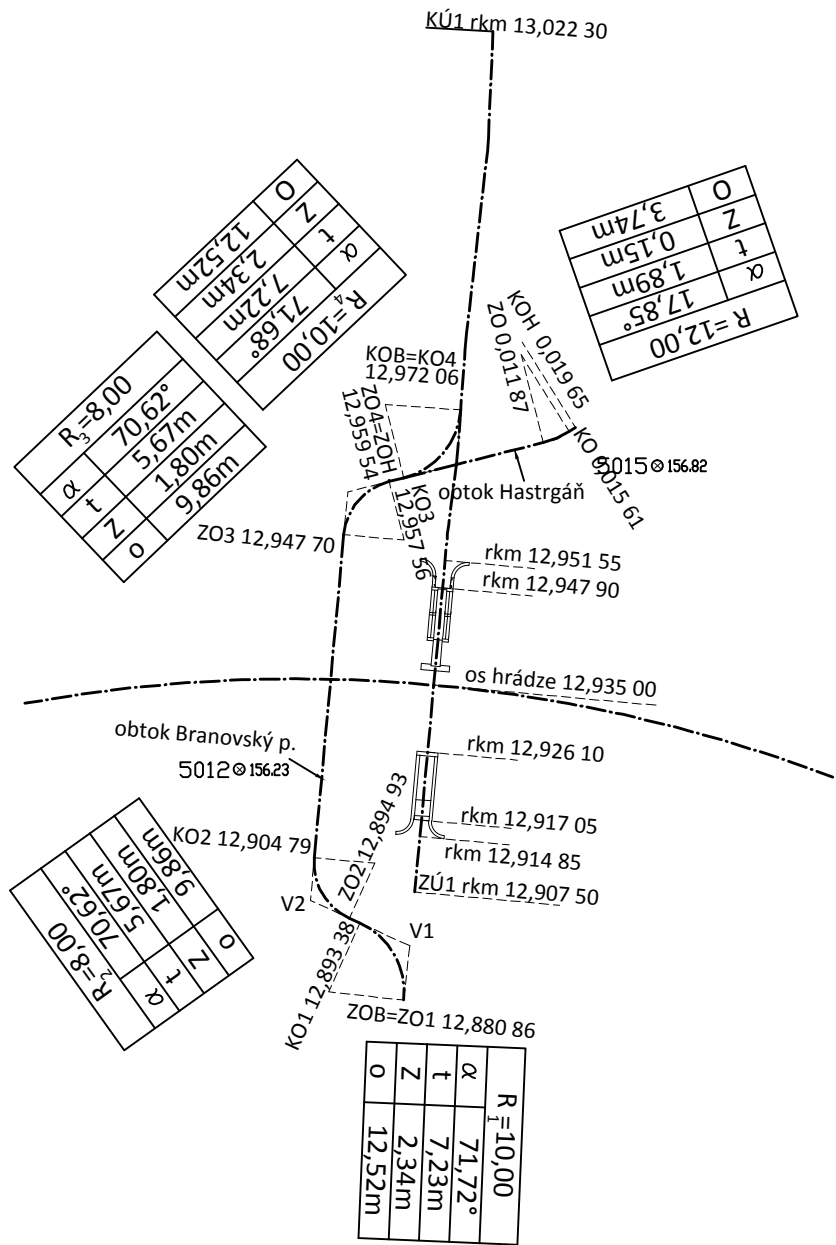 KÚ1 rkm 13,022 30
R4=10,00
α 71,68°
t 7,22m
Z 2,34m
O 12,52m
R =12,00
α 17,85°
t 1,89m
Z 0,15m
O 3,74m
R3=8,00
α 70,62°
t 5,67m
Z 1,80m
o 9,86m
KOB=KO4
12,972 06
ZO4=ZOH
12,959 54
KOH 0,019 65
ZO 0,011 87
KO 0,015 61
5015 156.82
obtok Hastrgáň
KO3
12,957 56
ZO3 12,947 70
rkm 12,951 55
rkm 12,947 90
os hrádze 12,935 00
obtok Branovský p.
5012 156.23
rkm 12,926 10
rkm 12,917 05
rkm 12,914 85
ZÚ1 rkm 12,907 50
KO2 12,904 79
ZO2 12,894 93
V2
V1
KO1 12,893 38
ZOB=ZO1 12,880 86
R2=8,00
α 70,62°
t 5,67m
Z 1,80m
o 9,86m
R1=10,00
α 71,72°
t 7,23m
Z 2,34m
o 12,52m